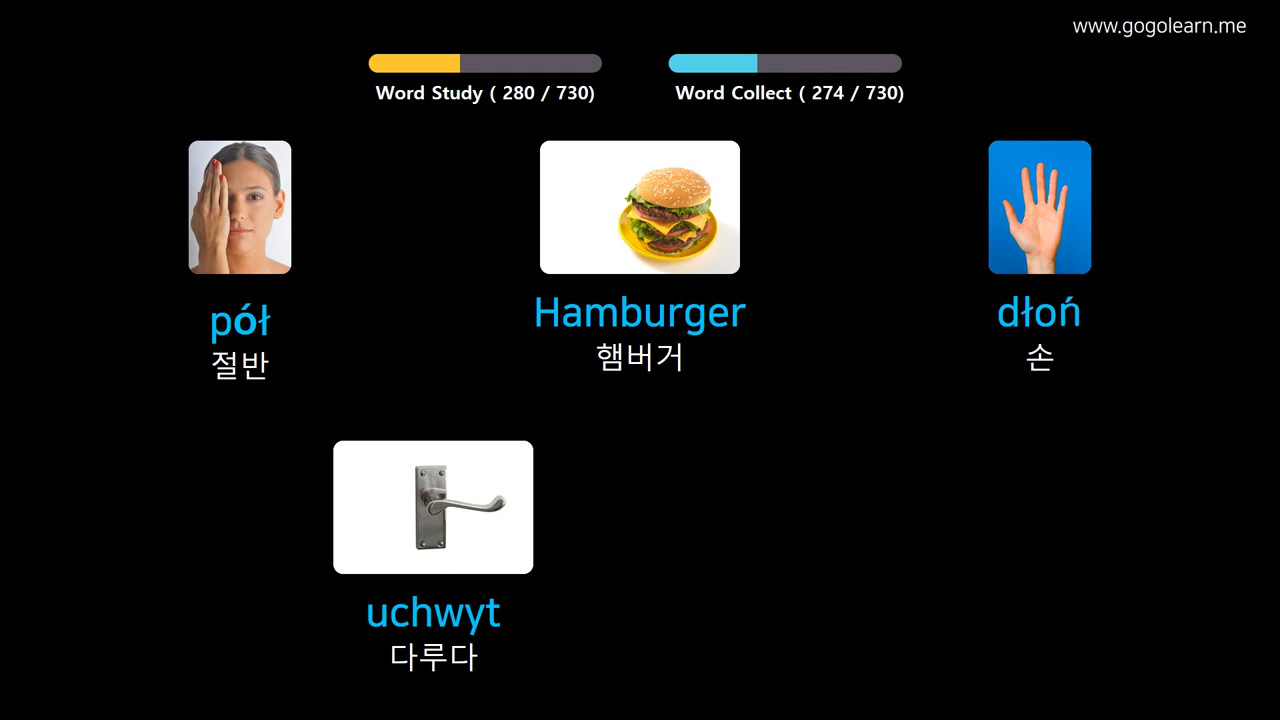 www.gogolearn.me
Word Study ( 280 / 730)
Word Collect ( 274 / 730)
pół
절반
Hamburger
햄버거
dłoń
손
uchwyt
다루다